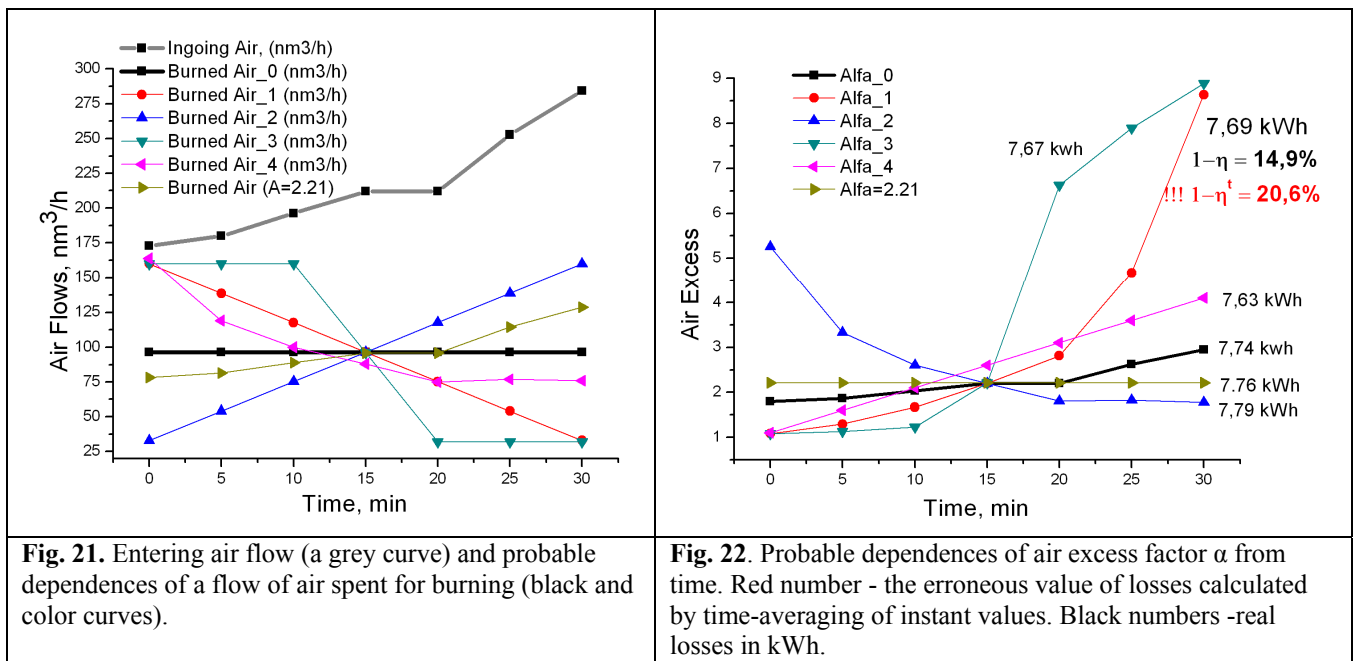 Ingoing Air, (nm3/h)
Burned Air_0 (nm3/h)
Burned Air_1 (nm3/h)
Burned Air_2 (nm3/h)
Burned Air_3 (nm3/h)
Burned Air_4 (nm3/h)
Burned Air (A=2.21)
300
275
250
225
200
175
150
125
100
75
50
25
Air Flows, nm³/h
0 5 10 15 20 25 30
Time, min
Alfa_0
Alfa_1
Alfa_2
Alfa_3
Alfa_4
Alfa=2.21
9
8
7
6
5
4
3
2
1
Air Excess
7,67 kwh
7,69 kWh
1−η = 14,9%
!!! 1−ηᵗ = 20,6%
7,63 kWh
7,74 kwh
7.76 kWh
7,79 kWh
0 5 10 15 20 25 30
Time, min
Fig. 21. Entering air flow (a grey curve) and probable
dependences of a flow of air spent for burning (black and
color curves).
Fig. 22. Probable dependences of air excess factor α from
time. Red number - the erroneous value of losses calculated
by time-averaging of instant values. Black numbers -real
losses in kWh.